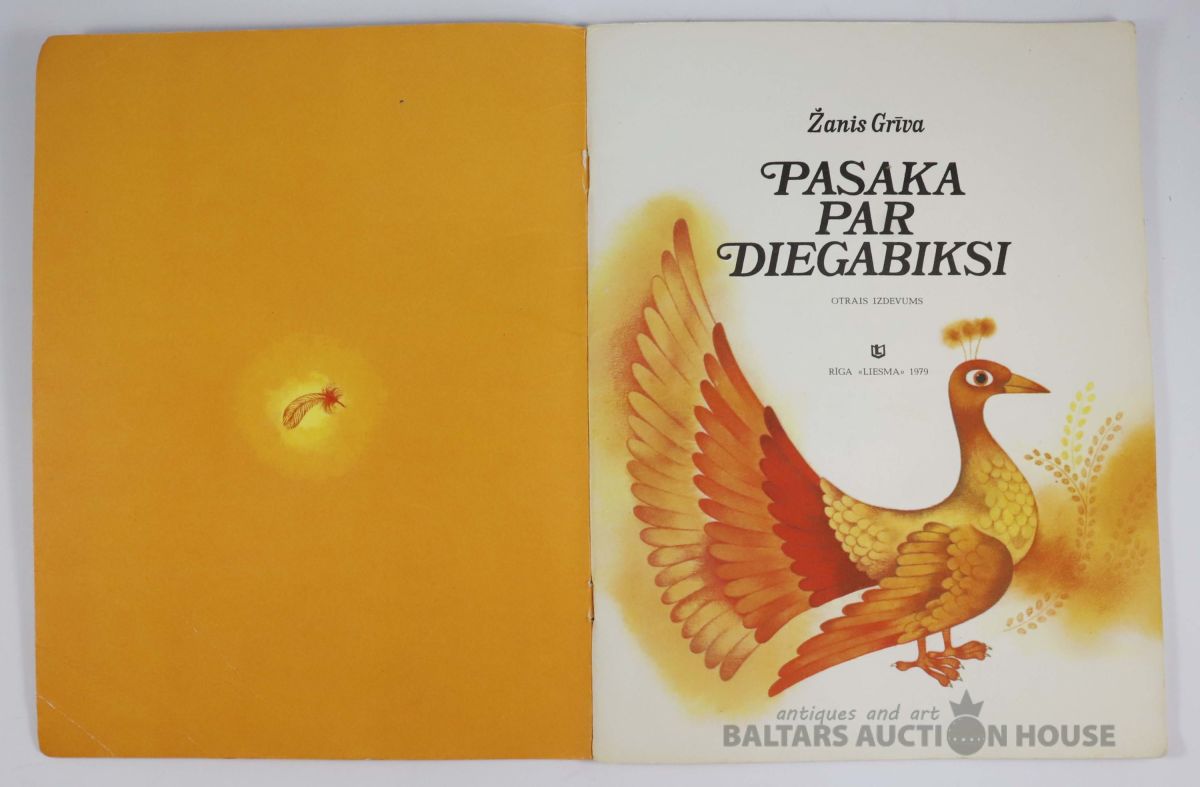 Žanis Grīva
PASAKA
PAR
DIEGABIKSI
OTRAIS IZDEVUMS
RĪGA «LIESMA» 1979
antiques and art
BALTARS AUCTION HOUSE